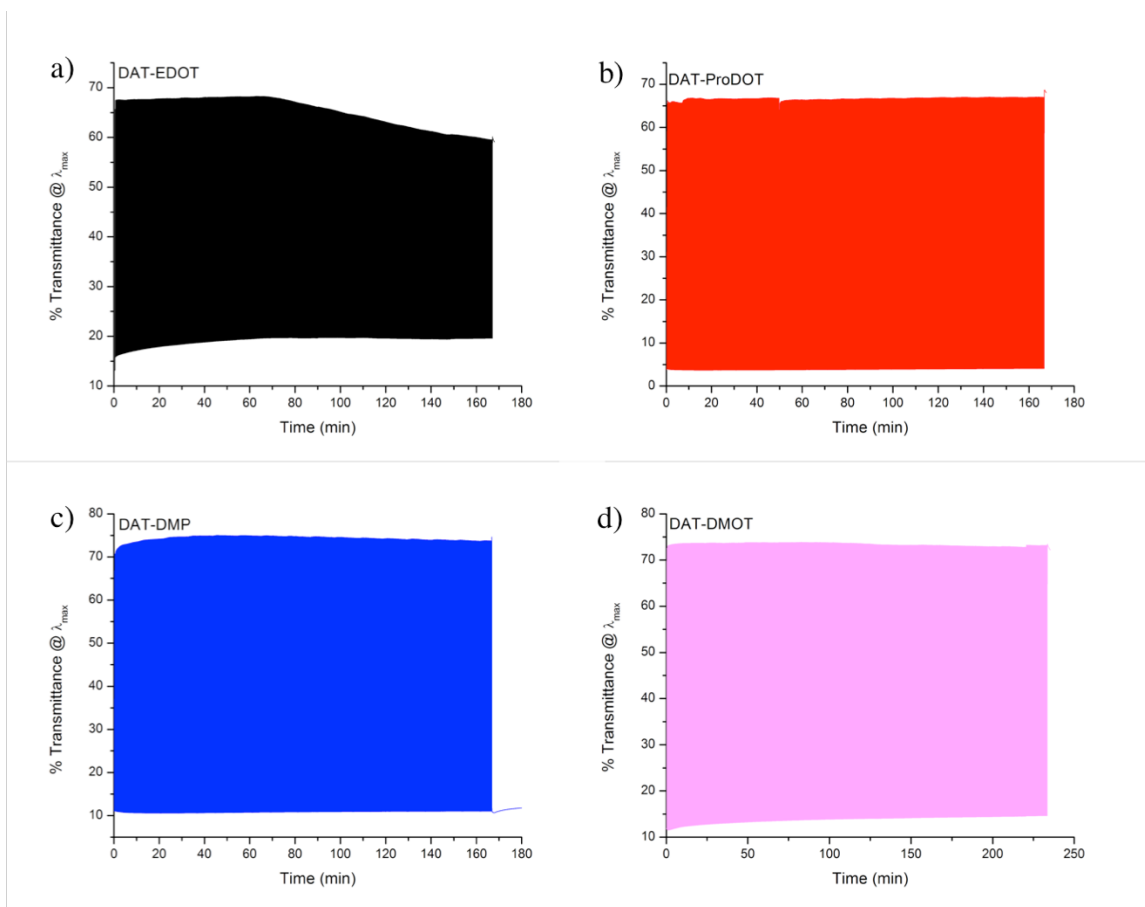 a)
DAT-EDOT
70
60
50
40
30
20
10
% Transmittance @ λmax
0 20 40 60 80 100 120 140 160 180
Time (min)
b)
DAT-ProDOT
70
60
50
40
30
20
10
0
% Transmittance @ λmax
0 20 40 60 80 100 120 140 160 180
Time (min)
c)
DAT-DMP
80
70
60
50
40
30
20
10
% Transmittance @ λmax
0 20 40 60 80 100 120 140 160 180
Time (min)
d)
DAT-DMOT
80
70
60
50
40
30
20
10
% Transmittance @ λmax
0 50 100 150 200 250
Time (min)